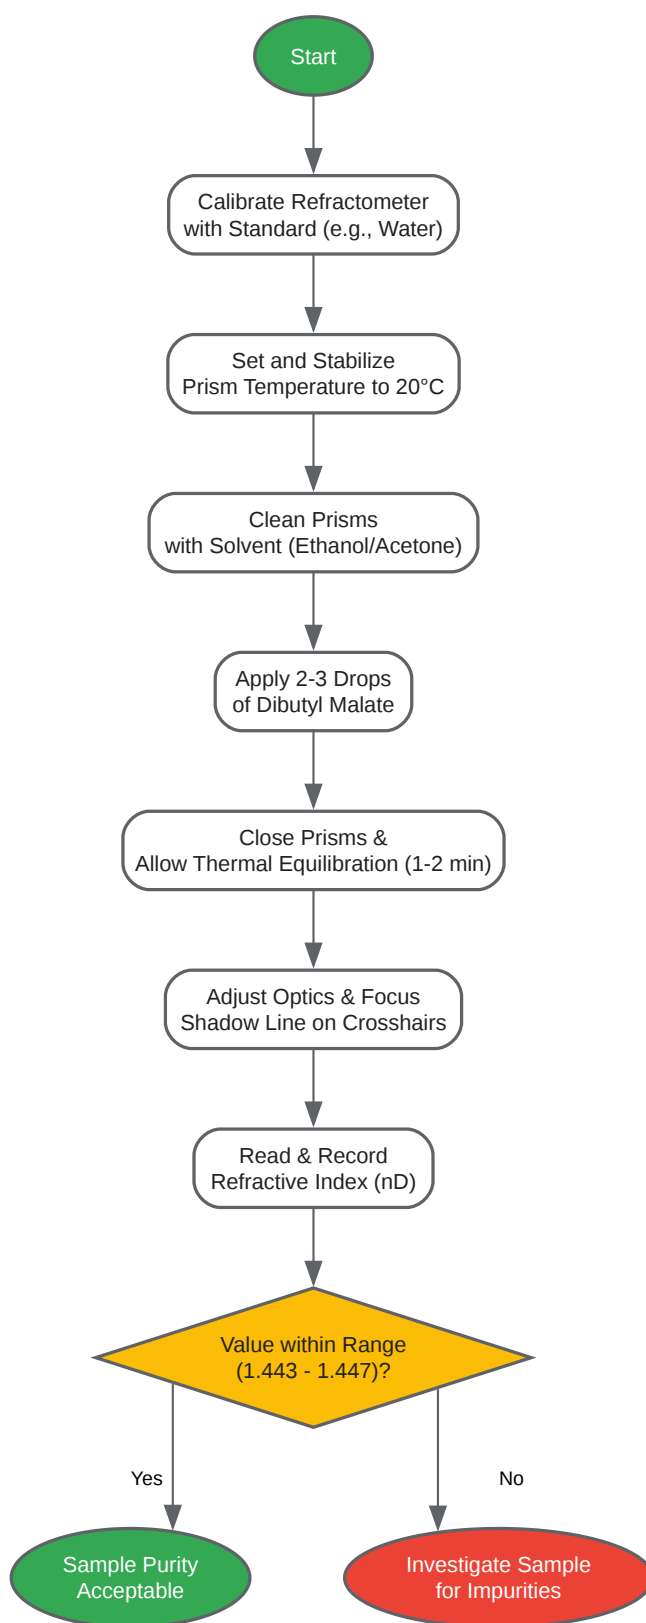 Start
Calibrate Refractometer
with Standard (e.g., Water)
Set and Stabilize
Prism Temperature to 20°C
Clean Prisms
with Solvent (Ethanol/Acetone)
Apply 2-3 Drops
of Dibutyl Malate
Close Prisms &
Allow Thermal Equilibration (1-2 min)
Adjust Optics & Focus
Shadow Line on Crosshairs
Read & Record
Refractive Index (nD)
Value within Range
(1.443 - 1.447)?
Yes
No
Sample Purity
Acceptable
Investigate Sample
for Impurities